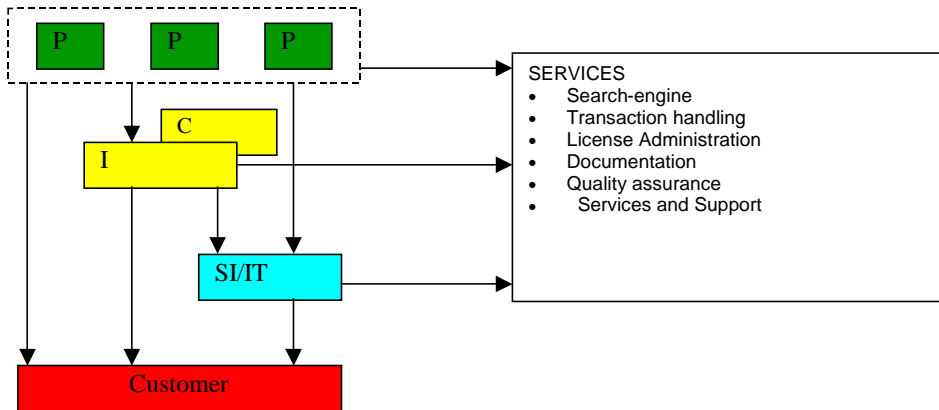 P P P
SERVICES
• Search-engine
• Transaction handling
• License Administration
• Documentation
• Quality assurance
• Services and Support
C
I
SI/IT
Customer